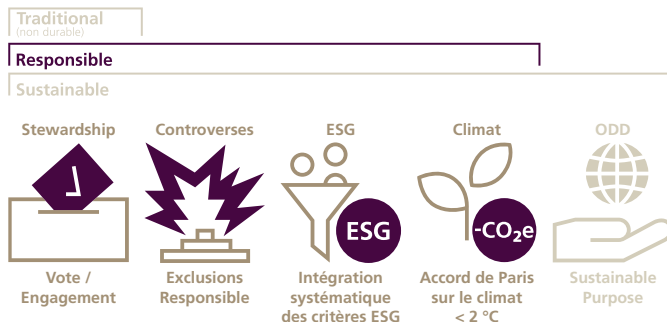 Traditional
(non durable)
Responsible
Sustainable
Stewardship
Controverses
ESG
Climat
ODD
ESG
-CO₂e
Vote /
Engagement
Exclusions
Responsible
Intégration
systématique
des critères ESG
Accord de Paris
sur le climat
< 2 °C
Sustainable
Purpose